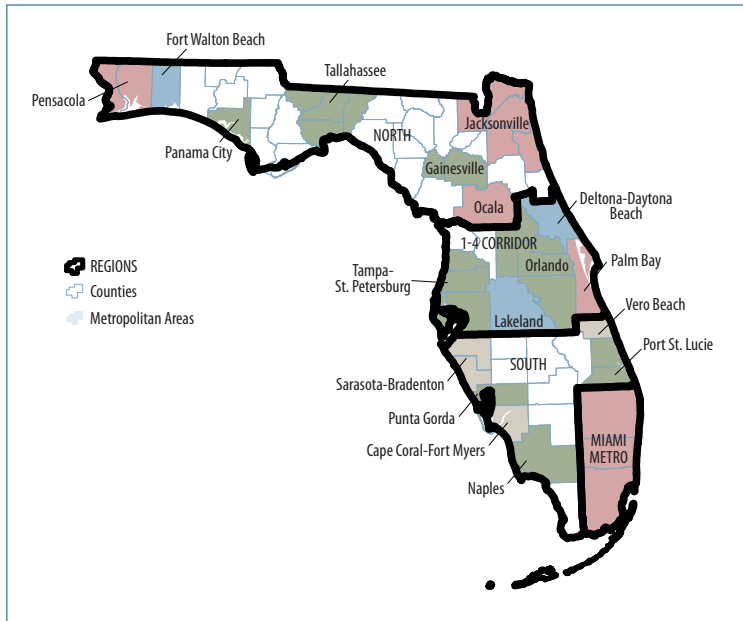 Fort Walton Beach
Tallahassee
Pensacola
Panama City
NORTH
Jacksonville
Gainesville
Ocala
Deltona-Daytona
Beach
1-4 CORRIDOR
Orlando
Tampa-
St. Petersburg
Palm Bay
REGIONS
Counties
Metropolitan Areas
Vero Beach
Lakeland
Port St. Lucie
SOUTH
Sarasota-Bradenton
Punta Gorda
Cape Coral-Fort Myers
MIAMI
METRO
Naples